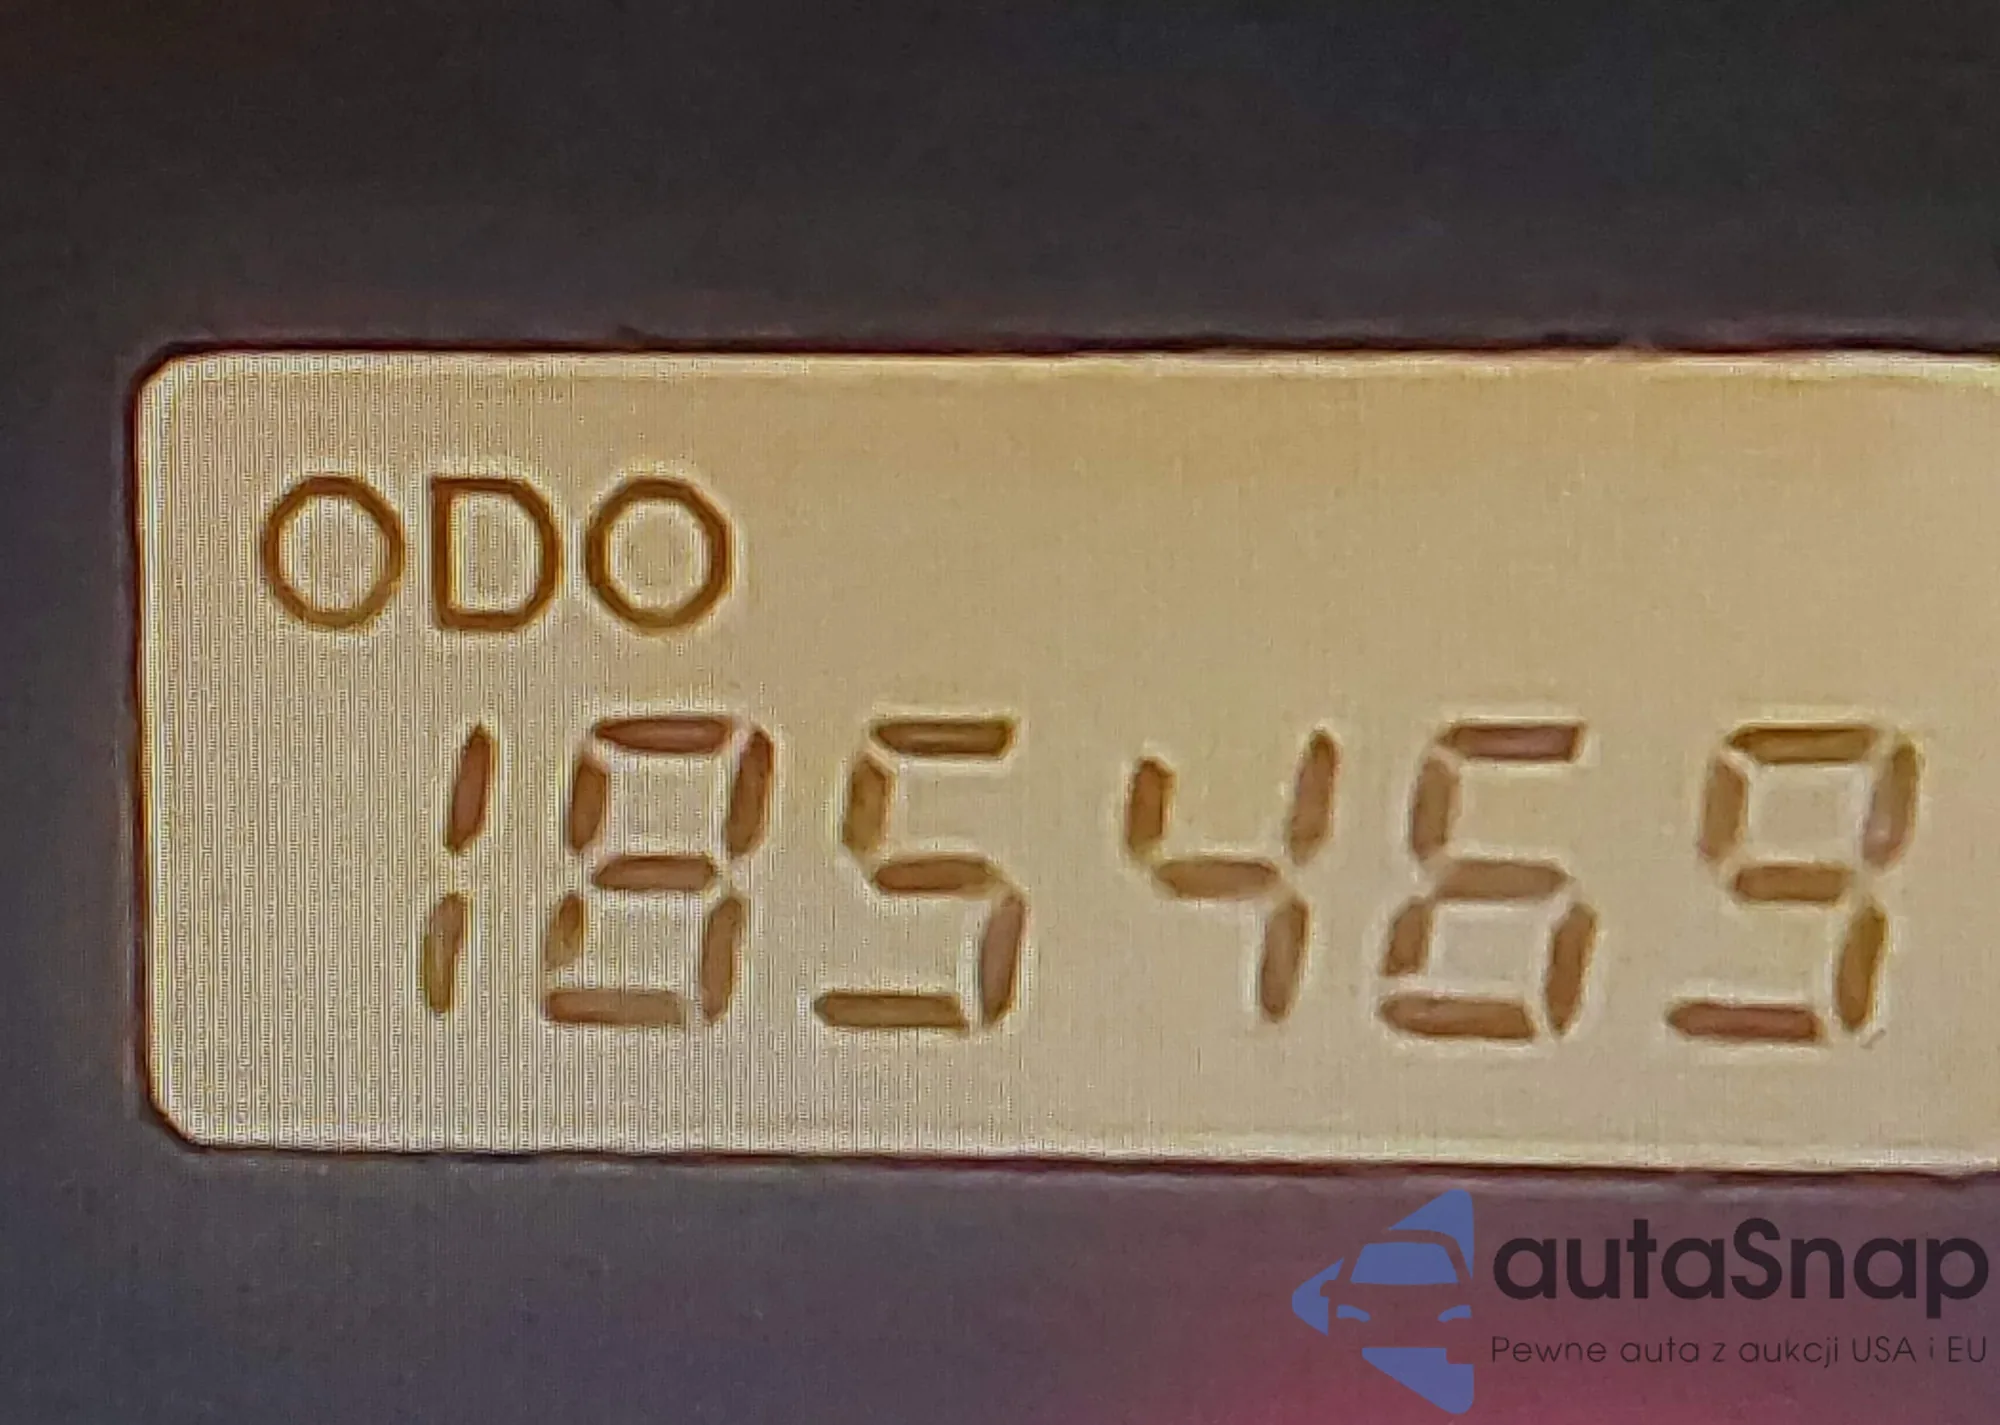 ODO
185469
autaSnap
Pewne auta z aukcji USA i EU